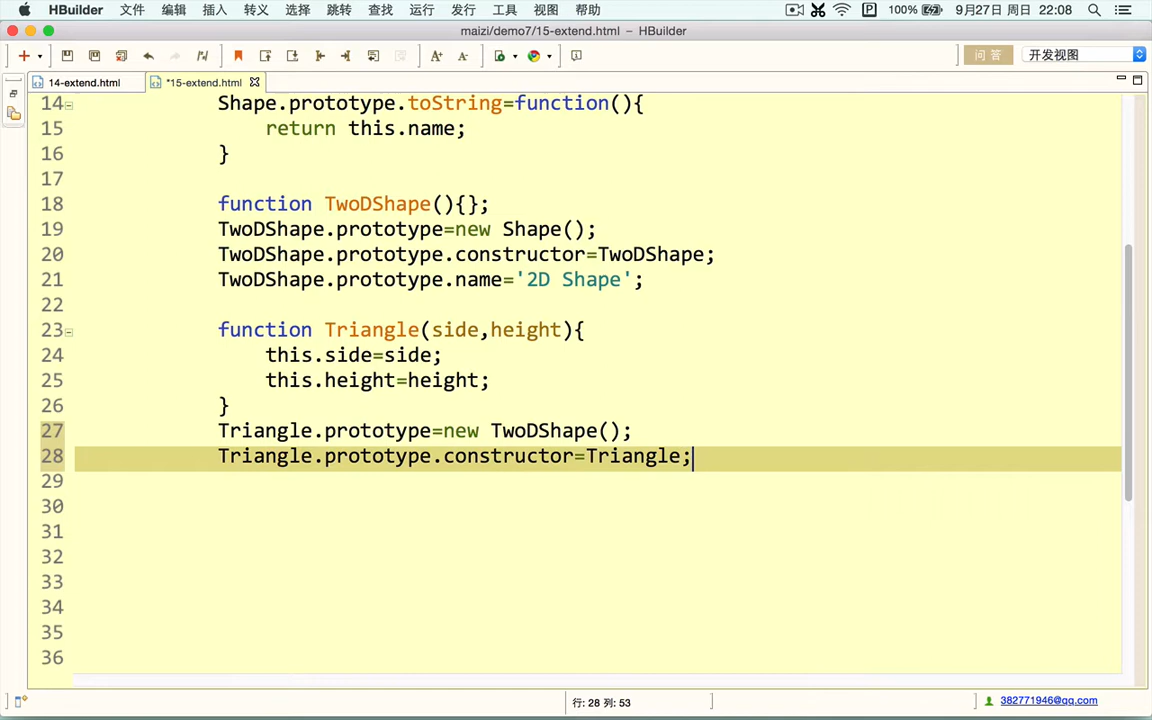 HBuilder 文件 编辑 插入 转义 选择 跳转 查找 运行 发行 工具 视图 帮助 P 100% 9月27日 周日 22:08
maizi/demo7/15-extend.html – HBuilder
问 答 开发视图
14-extend.html *15-extend.html
14 Shape.prototype.toString=function(){
15 return this.name;
16 }
17
18 function TwoDShape(){};
19 TwoDShape.prototype=new Shape();
20 TwoDShape.prototype.constructor=TwoDShape;
21 TwoDShape.prototype.name='2D Shape';
22
23 function Triangle(side,height){
24 this.side=side;
25 this.height=height;
26 }
27 Triangle.prototype=new TwoDShape();
28 Triangle.prototype.constructor=Triangle;
29
30
31
32
33
34
35
36
行: 28 列: 53 382771946@qq.com